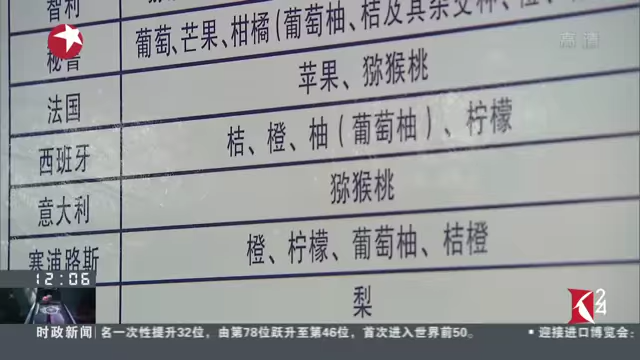 智利
秘鲁
葡萄、芒果、柑橘(葡萄柚、桔及其杂交种、橙、
高清
法国
苹果、猕猴桃
西班牙
桔、橙、柚(葡萄柚)、柠檬
意大利
猕猴桃
塞浦路斯
橙、柠檬、葡萄柚、桔橙
梨
12:06
24
时政新闻
名一次性提升32位，由第78位跃升至第46位，首次进入世界前50。
迎接进口博览会: